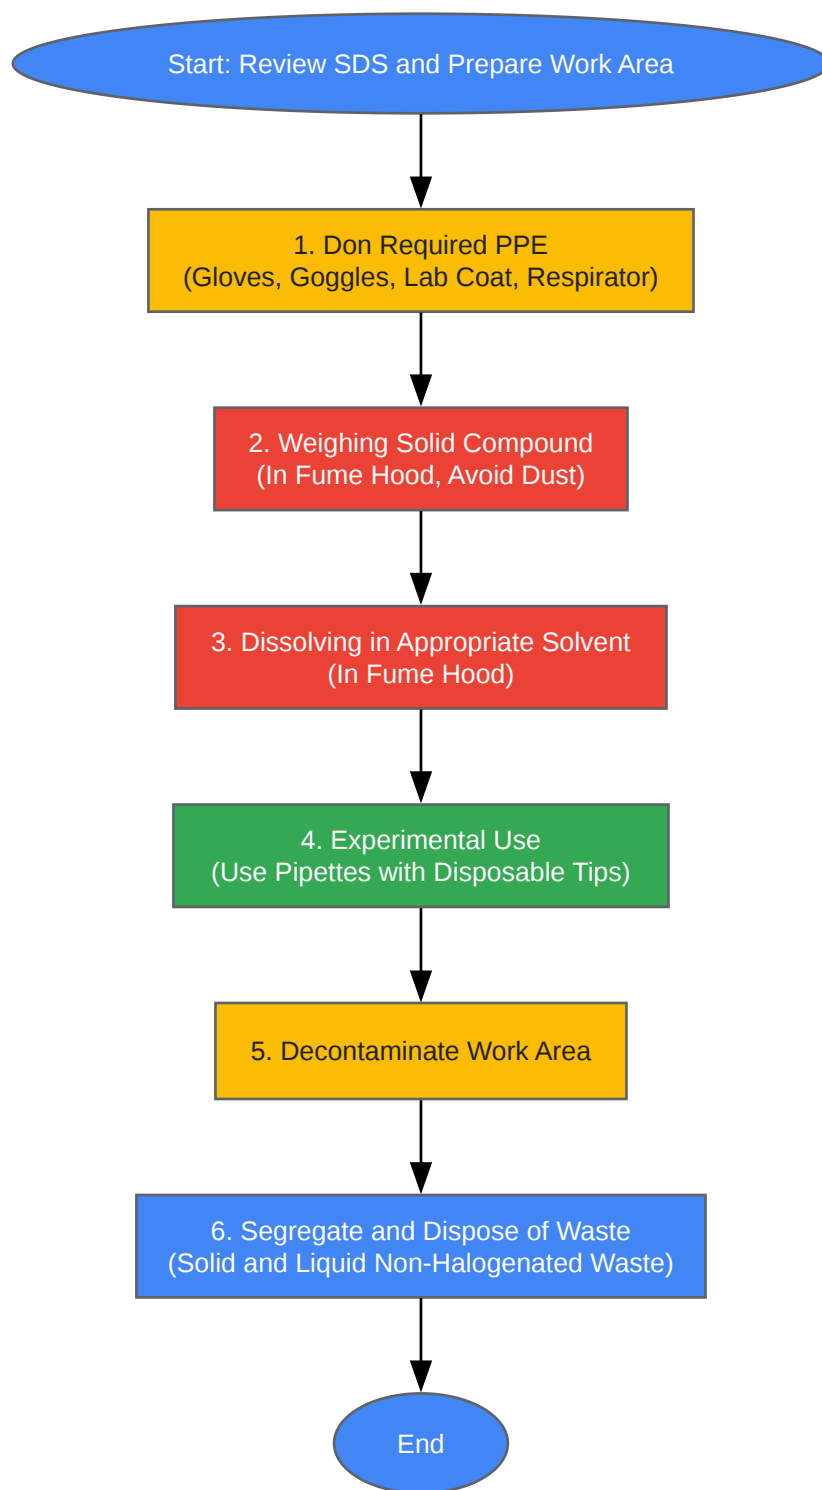 Start: Review SDS and Prepare Work Area
1. Don Required PPE
(Gloves, Goggles, Lab Coat, Respirator)
2. Weighing Solid Compound
(In Fume Hood, Avoid Dust)
3. Dissolving in Appropriate Solvent
(In Fume Hood)
4. Experimental Use
(Use Pipettes with Disposable Tips)
5. Decontaminate Work Area
6. Segregate and Dispose of Waste
(Solid and Liquid Non-Halogenated Waste)
End